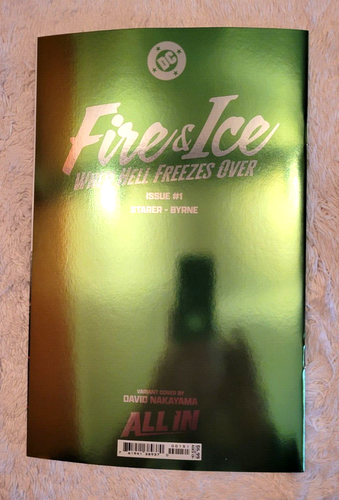 DC
Fire & Ice
WHEN HELL FREEZES OVER
ISSUE #1
STARER - BYRNE
VARIANT COVER BY
DAVID NAKAYAMA
ALL IN